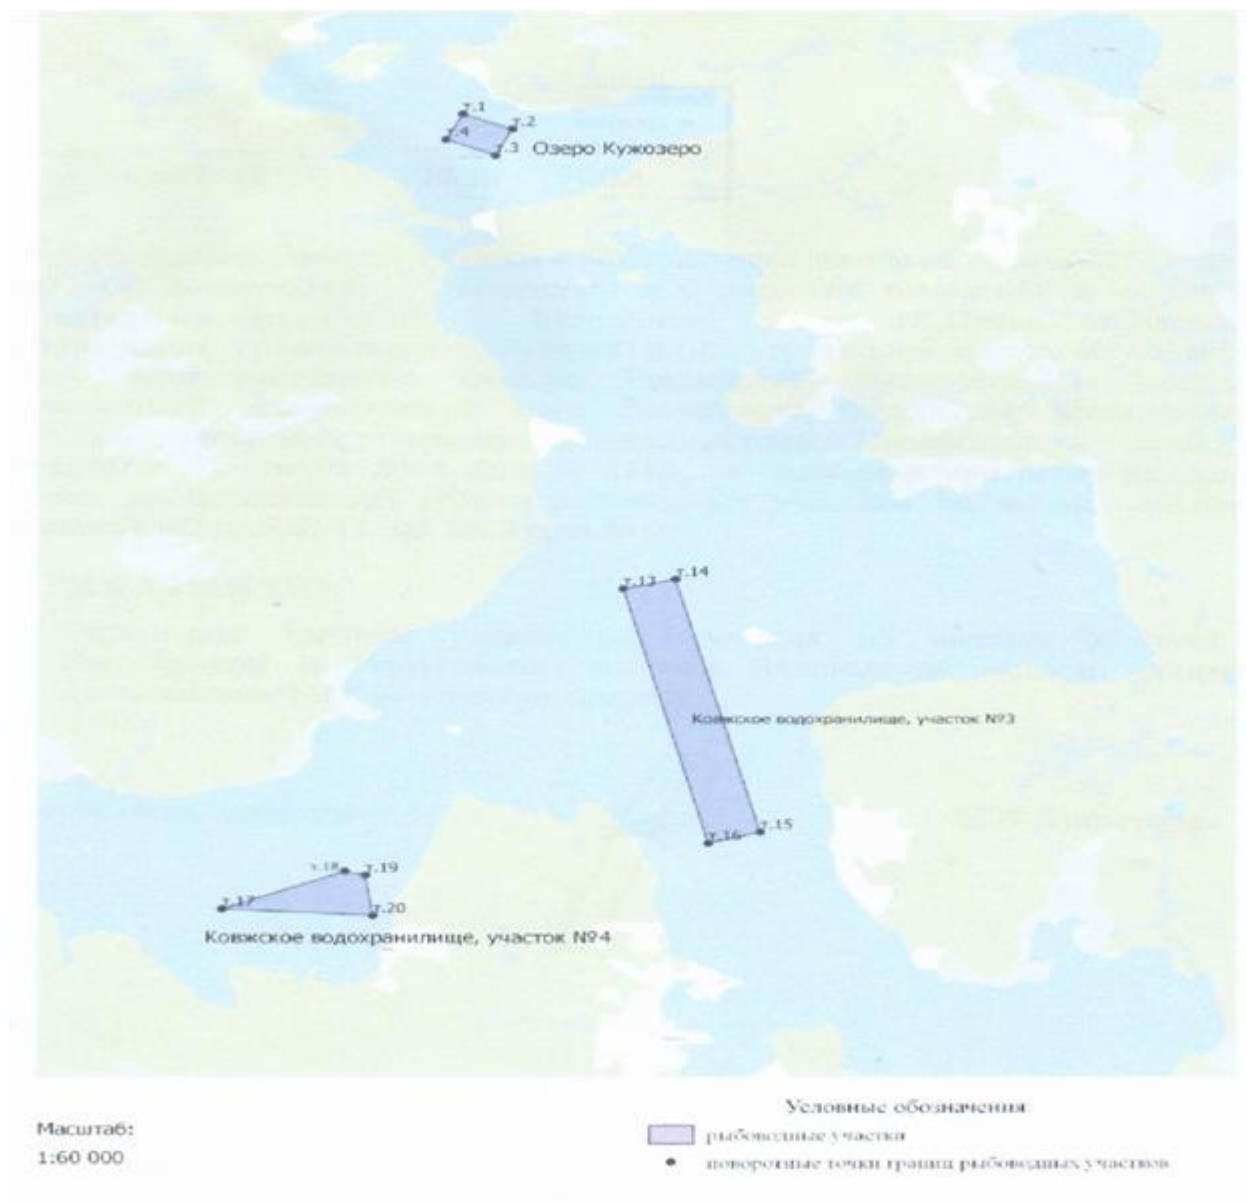 т.1
т.2
т.4
т.3 Озеро Кужозеро
т.14
т.13
Ковжское водохранилище, участок №3
т.15
т.16
т.18
т.19
т.17
т.20
Ковжское водохранилище, участок №4
Условные обозначения
Масштаб:
рыбоводные участка
1:60 000
поворотные точки границ рыбоводных участков